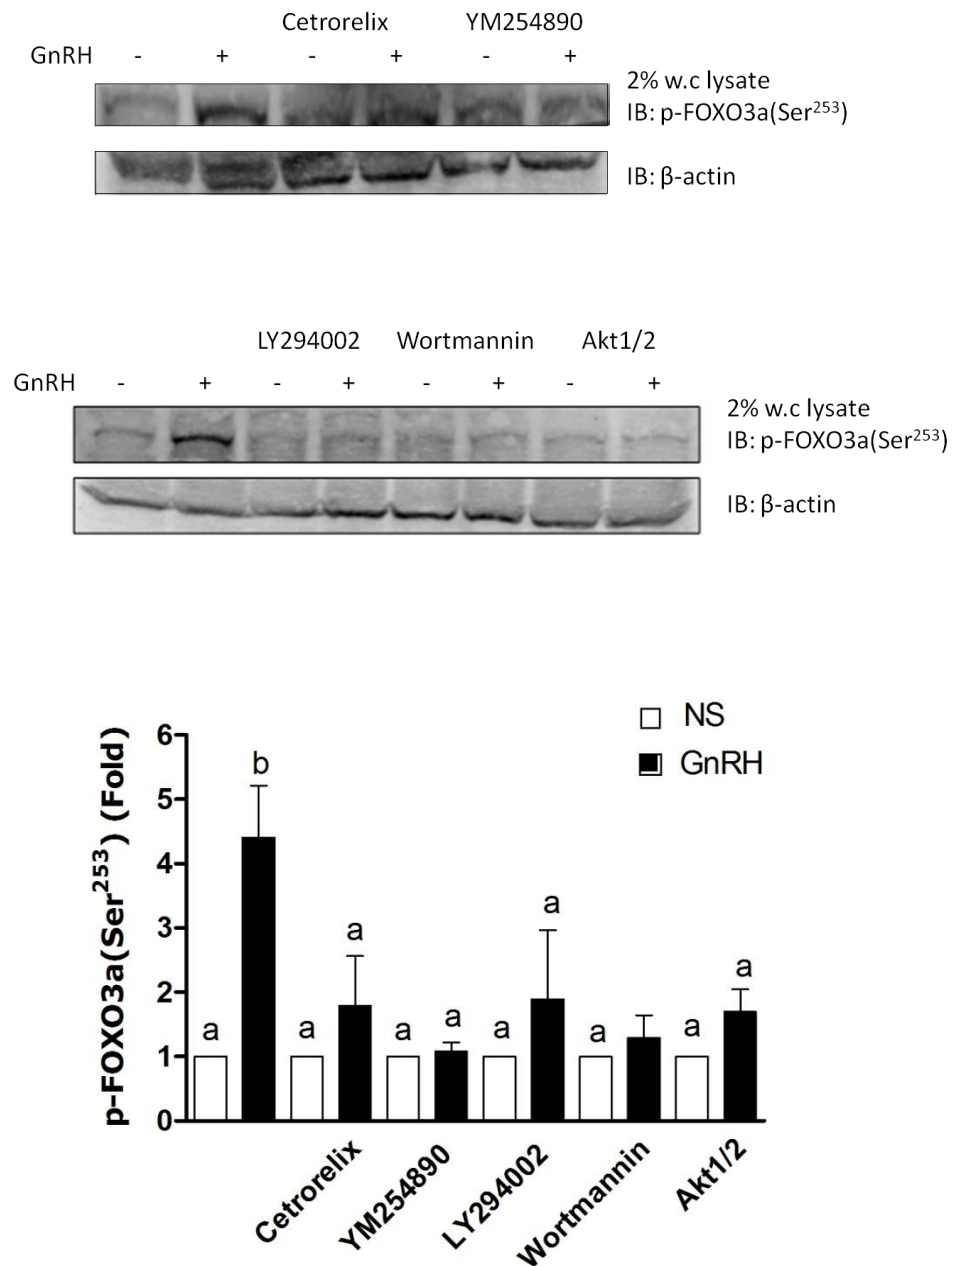 Cetrorelix YM254890
GnRH - + - + - +
2% w.c lysate
IB: p-FOXO3a(Ser²⁵³)
IB: β-actin
LY294002 Wortmannin Akt1/2
GnRH - + - + - + - +
2% w.c lysate
IB: p-FOXO3a(Ser²⁵³)
IB: β-actin
NS
GnRH
p-FOXO3a(Ser²⁵³) (Fold)
6
5
4
3
2
1
0
a b a a a a a a a a a
Cetrorelix
YM254890
LY294002
Wortmannin
Akt1/2